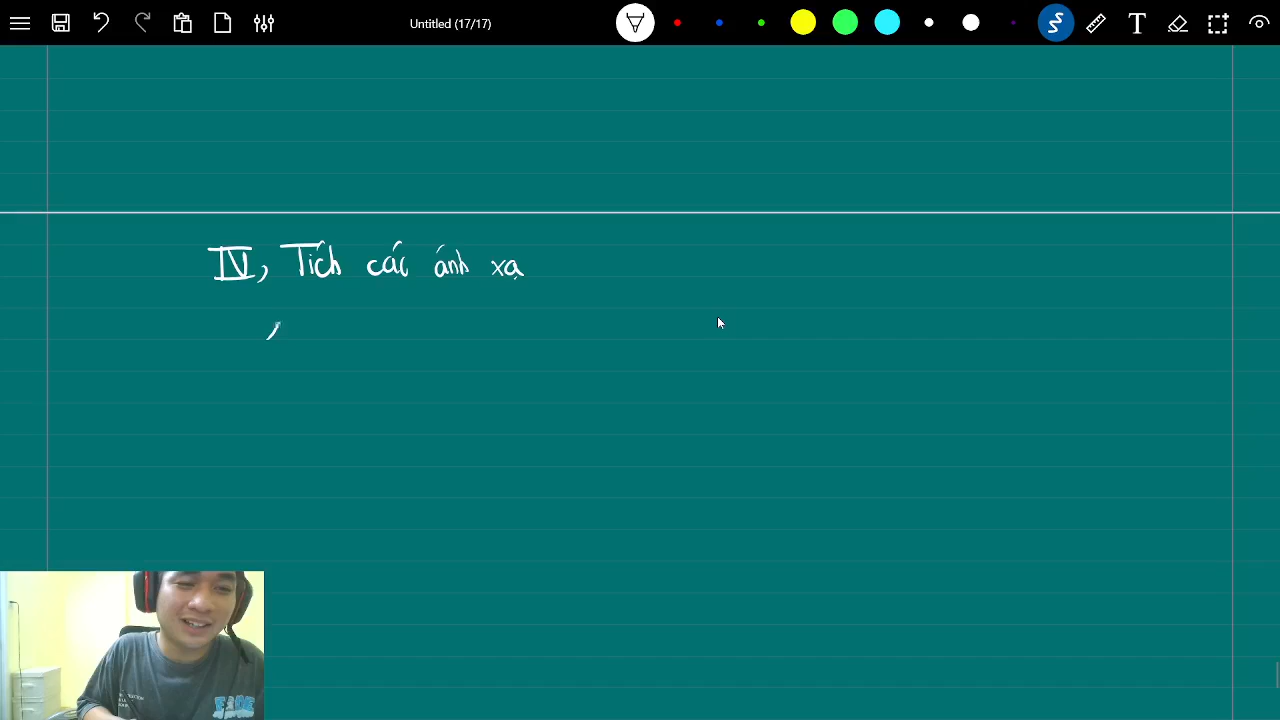 Untitled (17/17)
T
IV, Tích các ánh xạ